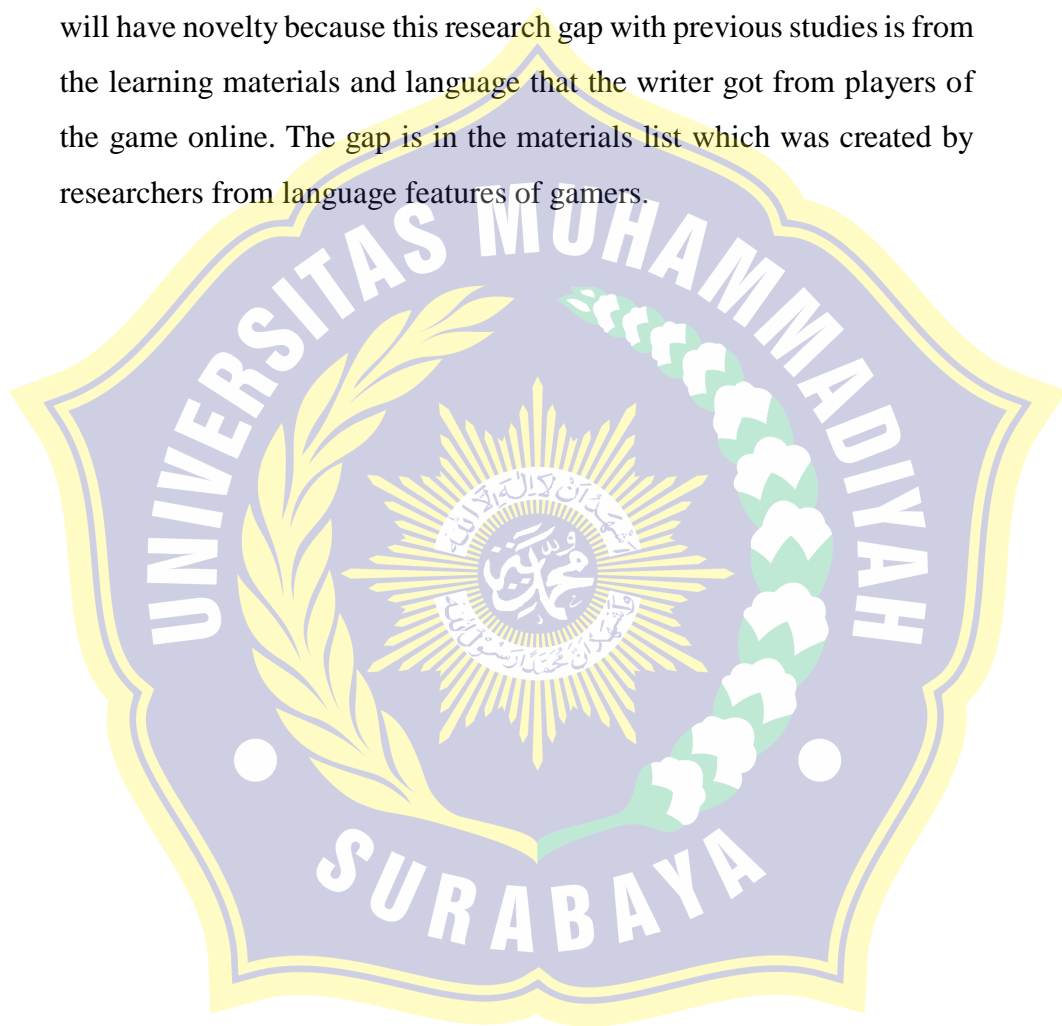 will have novelty because this research gap with previous studies is from
the learning materials and language that the writer got from players of
the game online. The gap is in the materials list which was created by
researchers from language features of gamers.
UNIVERSITAS MUHAMMADIYAH
SURABAYA